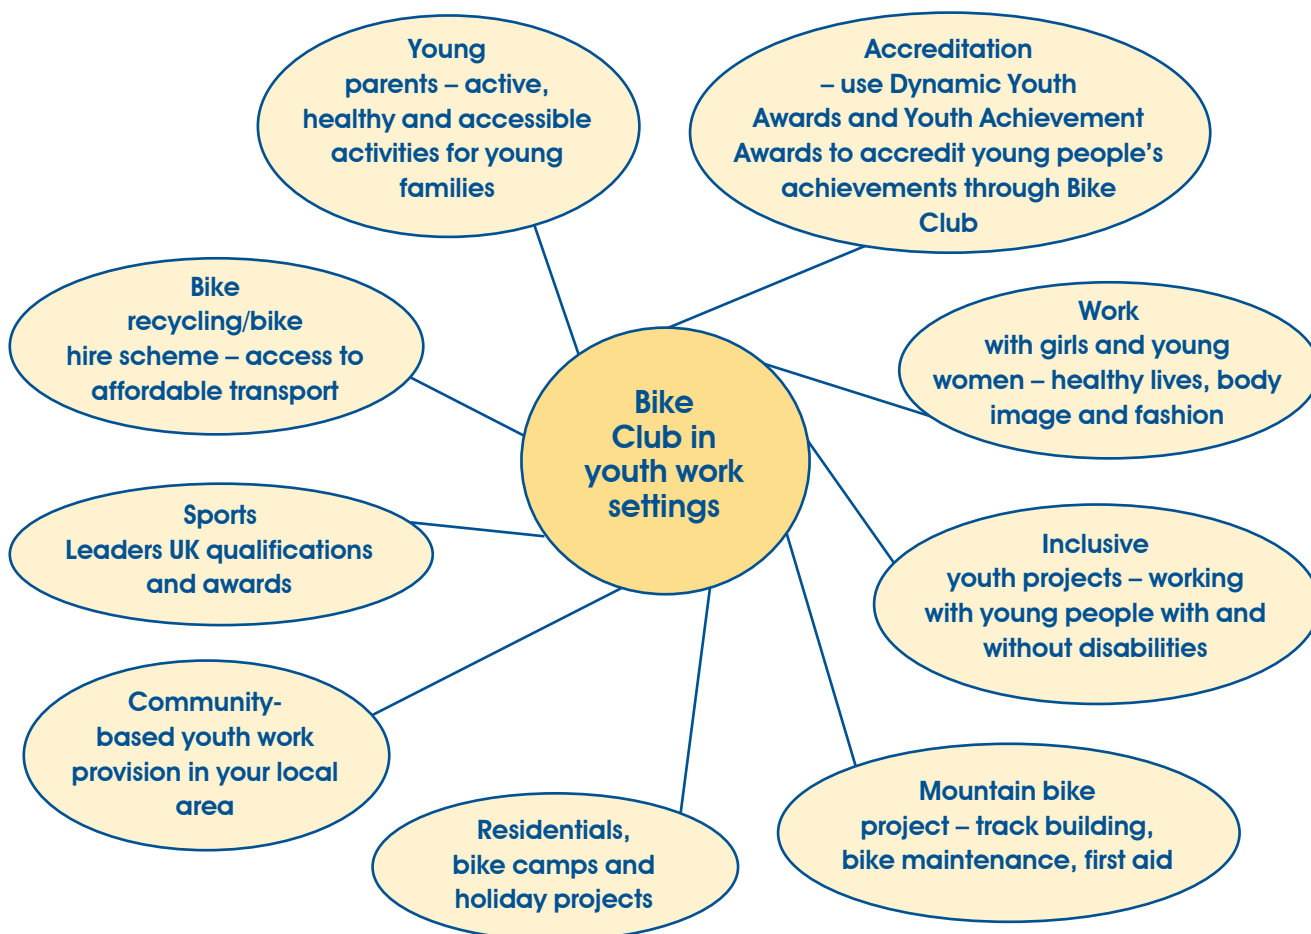 Young
parents – active,
healthy and accessible
activities for young
families
Accreditation
– use Dynamic Youth
Awards and Youth Achievement
Awards to accredit young people’s
achievements through Bike
Club
Bike
recycling/bike
hire scheme – access to
affordable transport
Work
with girls and young
women – healthy lives, body
image and fashion
Bike
Club in
youth work
settings
Sports
Leaders UK qualifications
and awards
Inclusive
youth projects – working
with young people with and
without disabilities
Community-
based youth work
provision in your local
area
Residentials,
bike camps and
holiday projects
Mountain bike
project – track building,
bike maintenance, first aid